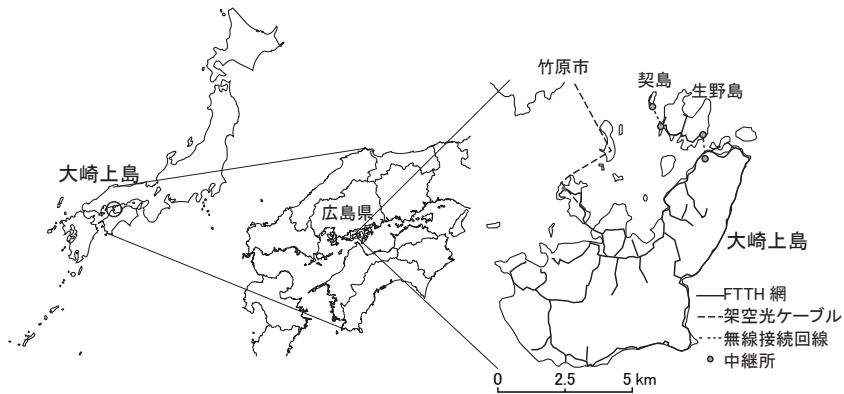 竹原市
契島
生野島
大崎上島
広島県
大崎上島
FTTH 網
架空光ケーブル
無線接続回線
中継所
0 2.5 5 km